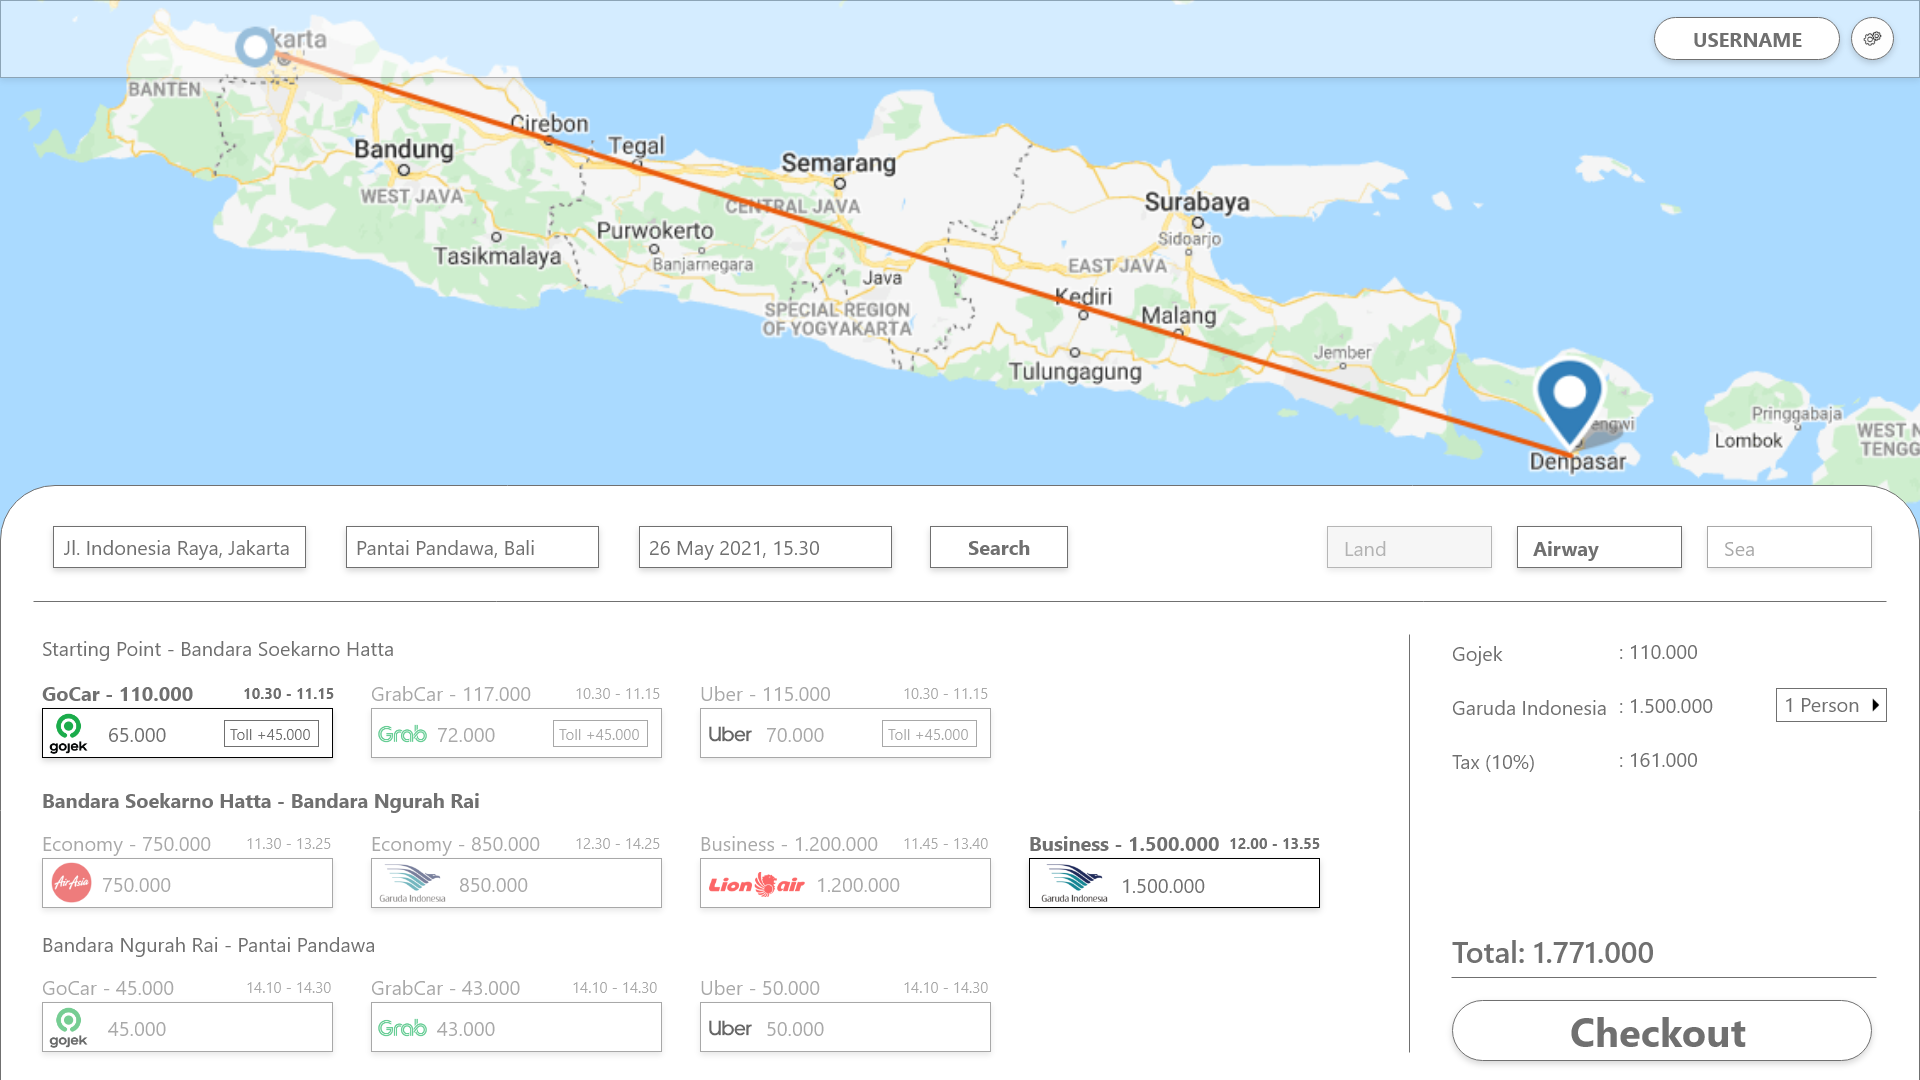 karta
USERNAME
BANTEN
Cirebon
Bandung
Tegal
Semarang
WEST JAVA
CENTRAL JAVA
Surabaya
Purwokerto
Sidoarjo
Tasikmalaya
Banjarnegara
EAST JAVA
Java
Kediri
SPECIAL REGION
OF YOGYAKARTA
Malang
Jember
Tulungagung
engwi
Denpasar
Pringgabaja
Lombok
WEST N
TENGG
Jl. Indonesia Raya, Jakarta
Pantai Pandawa, Bali
26 May 2021, 15.30
Search
Land
Airway
Sea
Starting Point - Bandara Soekarno Hatta
GoCar - 110.000 10.30 - 11.15
gojek 65.000 Toll +45.000
GrabCar - 117.000 10.30 - 11.15
Grab 72.000 Toll +45.000
Uber - 115.000 10.30 - 11.15
Uber 70.000 Toll +45.000
Bandara Soekarno Hatta - Bandara Ngurah Rai
Economy - 750.000 11.30 - 13.25
AirAsia 750.000
Economy - 850.000 12.30 - 14.25
Garuda Indonesia 850.000
Business - 1.200.000 11.45 - 13.40
Lion air 1.200.000
Business - 1.500.000 12.00 - 13.55
Garuda Indonesia 1.500.000
Bandara Ngurah Rai - Pantai Pandawa
GoCar - 45.000 14.10 - 14.30
gojek 45.000
GrabCar - 43.000 14.10 - 14.30
Grab 43.000
Uber - 50.000 14.10 - 14.30
Uber 50.000
Gojek : 110.000
Garuda Indonesia : 1.500.000
1 Person
Tax (10%) : 161.000
Total: 1.771.000
Checkout